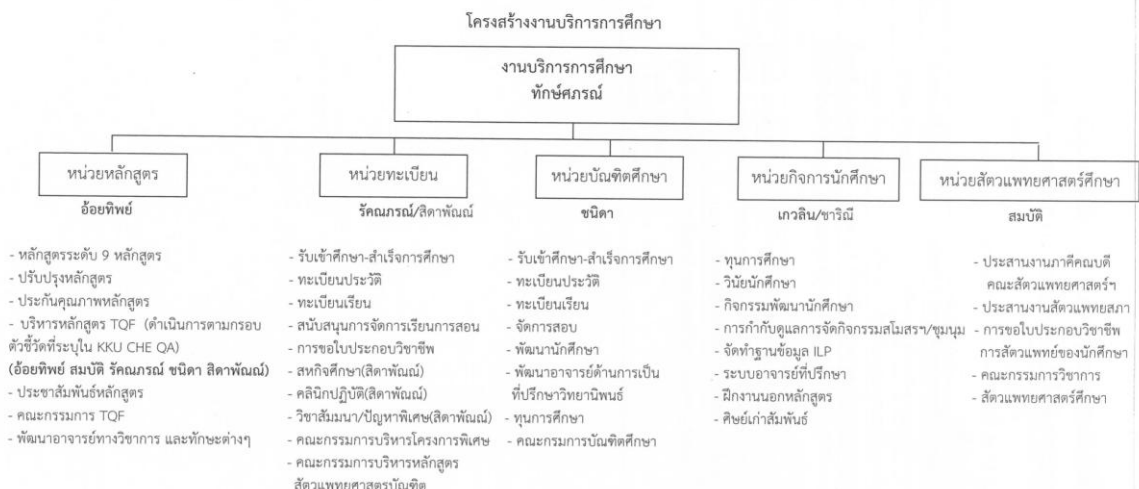 โครงสร้างงานบริการการศึกษา
งานบริการการศึกษา
ทักษ์ศภรณ์
หน่วยหลักสูตร
อ้อยทิพย์
- หลักสูตรระดับ 9 หลักสูตร
- ปรับปรุงหลักสูตร
- ประกันคุณภาพหลักสูตร
- บริหารหลักสูตร TQF (ดำเนินการตามกรอบ
ตัวชี้วัดที่ระบุใน KKU CHE QA)
(อ้อยทิพย์ สมบัติ รัคณภรณ์ ชนิดา สิดาพัณณ์)
- ประชาสัมพันธ์หลักสูตร
- คณะกรรมการ TQF
- พัฒนาอาจารย์ทางวิชาการ และทักษะต่างๆ
หน่วยทะเบียน
รัคณภรณ์/สิดาพัณณ์
- รับเข้าศึกษา-สำเร็จการศึกษา
- ทะเบียนประวัติ
- ทะเบียนเรียน
- สนับสนุนการจัดการเรียนการสอน
- การขอใบประกอบวิชาชีพ
- สหกิจศึกษา(สิดาพัณณ์)
- คลินิกปฏิบัติ(สิดาพัณณ์)
- วิชาสัมมนา/ปัญหาพิเศษ(สิดาพัณณ์)
- คณะกรรมการบริหารโครงการพิเศษ
- คณะกรรมการบริหารหลักสูตร
สัตวแพทยศาสตรบัณฑิต
หน่วยบัณฑิตศึกษา
ชนิดา
- รับเข้าศึกษา-สำเร็จการศึกษา
- ทะเบียนประวัติ
- ทะเบียนเรียน
- จัดการสอบ
- พัฒนานักศึกษา
- พัฒนาอาจารย์ด้านการเป็น
ที่ปรึกษาวิทยานิพนธ์
- ทุนการศึกษา
- คณะกรมการบัณฑิตศึกษา
หน่วยกิจการนักศึกษา
เกวลิน/ชาริณี
- ทุนการศึกษา
- วินัยนักศึกษา
- กิจกรรมพัฒนานักศึกษา
- การกำกับดูแลการจัดกิจกรรมสโมสรฯ/ชุมนุม
- จัดทำฐานข้อมูล ILP
- ระบบอาจารย์ที่ปรึกษา
- ฝึกงานนอกหลักสูตร
- ศิษย์เก่าสัมพันธ์
หน่วยสัตวแพทยศาสตร์ศึกษา
สมบัติ
- ประสานงานภาคีคณบดี
คณะสัตวแพทยศาสตร์ฯ
- ประสานงานสัตวแพทยสภา
- การขอใบประกอบวิชาชีพ
การสัตวแพทย์ของนักศึกษา
- คณะกรรมการวิชาการ
- สัตวแพทยศาสตร์ศึกษา